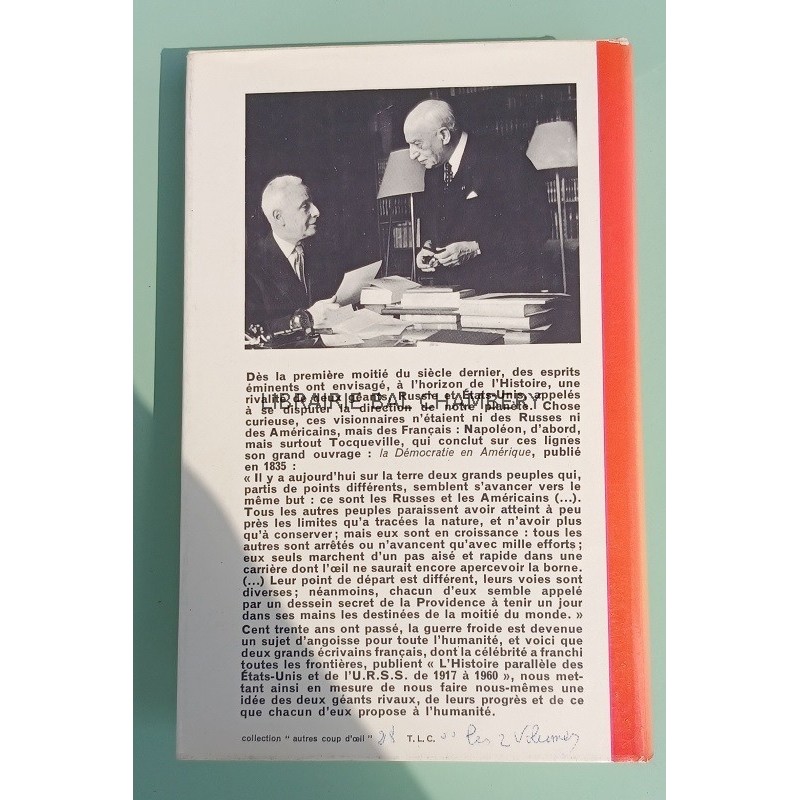 Dès la première moitié du siècle dernier, des esprits
éminents ont envisagé, à l'horizon de l'Histoire, une
rivalité de deux géants, Russie et États-Unis, appelés
LIBRAIRIE BAL CHAMBERY
à se disputer la direction de notre planète. Chose
curieuse, ces visionnaires n'étaient ni des Russes ni
des Américains, mais des Français : Napoléon, d'abord,
mais surtout Tocqueville, qui conclut sur ces lignes
son grand ouvrage : la Démocratie en Amérique, publié
en 1835 :
« Il y a aujourd'hui sur la terre deux grands peuples qui,
partis de points différents, semblent s'avancer vers le
même but : ce sont les Russes et les Américains (...).
Tous les autres peuples paraissent avoir atteint à peu
près les limites qu'a tracées la nature, et n'avoir plus
qu'à conserver; mais eux sont en croissance : tous les
autres sont arrêtés ou n'avancent qu'avec mille efforts;
eux seuls marchent d'un pas aisé et rapide dans une
carrière dont l'œil ne saurait encore apercevoir la borne.
(...) Leur point de départ est différent, leurs voies sont
diverses; néanmoins, chacun d'eux semble appelé
par un dessein secret de la Providence à tenir un jour
dans ses mains les destinées de la moitié du monde. »
Cent trente ans ont passé, la guerre froide est devenue
un sujet d'angoisse pour toute l'humanité, et voici que
deux grands écrivains français, dont la célébrité a franchi
toutes les frontières, publient « L'Histoire parallèle des
États-Unis et de l'U.R.S.S. de 1917 à 1960 », nous met-
tant ainsi en mesure de nous faire nous-mêmes une
idée des deux géants rivaux, de leurs progrès et de ce
que chacun d'eux propose à l'humanité.
collection " autres coup d'œil " T.L.C. les 2 Volumes